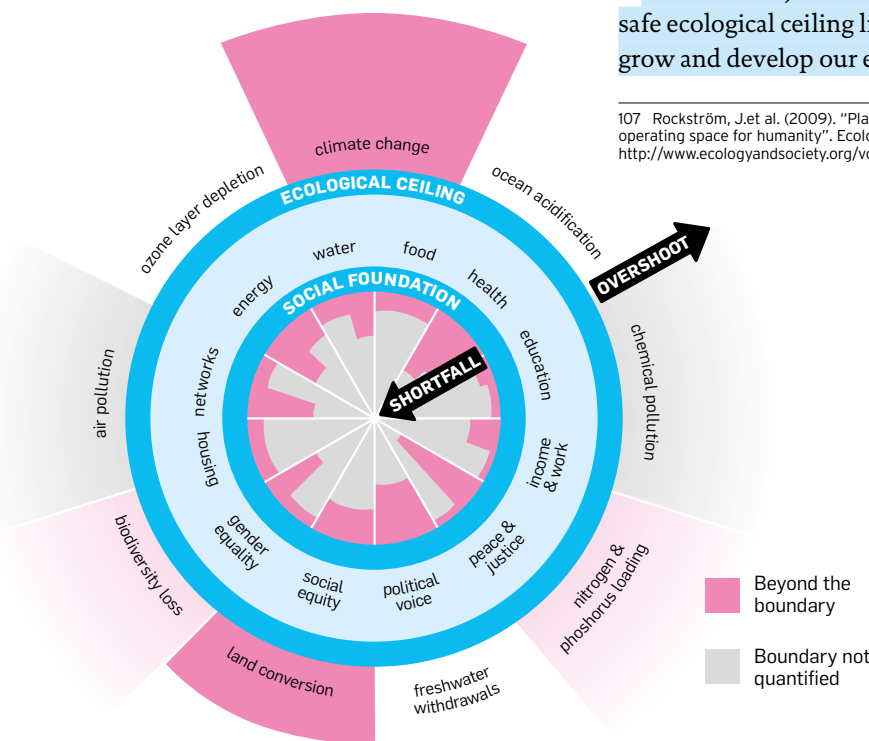 safe ecological ceiling li
grow and develop our e
107 Rockström, J.et al. (2009). “Pla
operating space for humanity”. Ecolo
http://www.ecologyandsociety.org/vo
climate change
ECOLOGICAL CEILING
ozone layer depletion
ocean acidification
OVERSHOOT
water
food
energy
health
SOCIAL FOUNDATION
networks
education
SHORTFALL
air pollution
chemical pollution
housing
income
& work
gender
equality
peace &
justice
social
equity
political
voice
biodiversity loss
nitrogen &
phoshorus loading
land conversion
freshwater
withdrawals
Beyond the
boundary
Boundary not
quantified